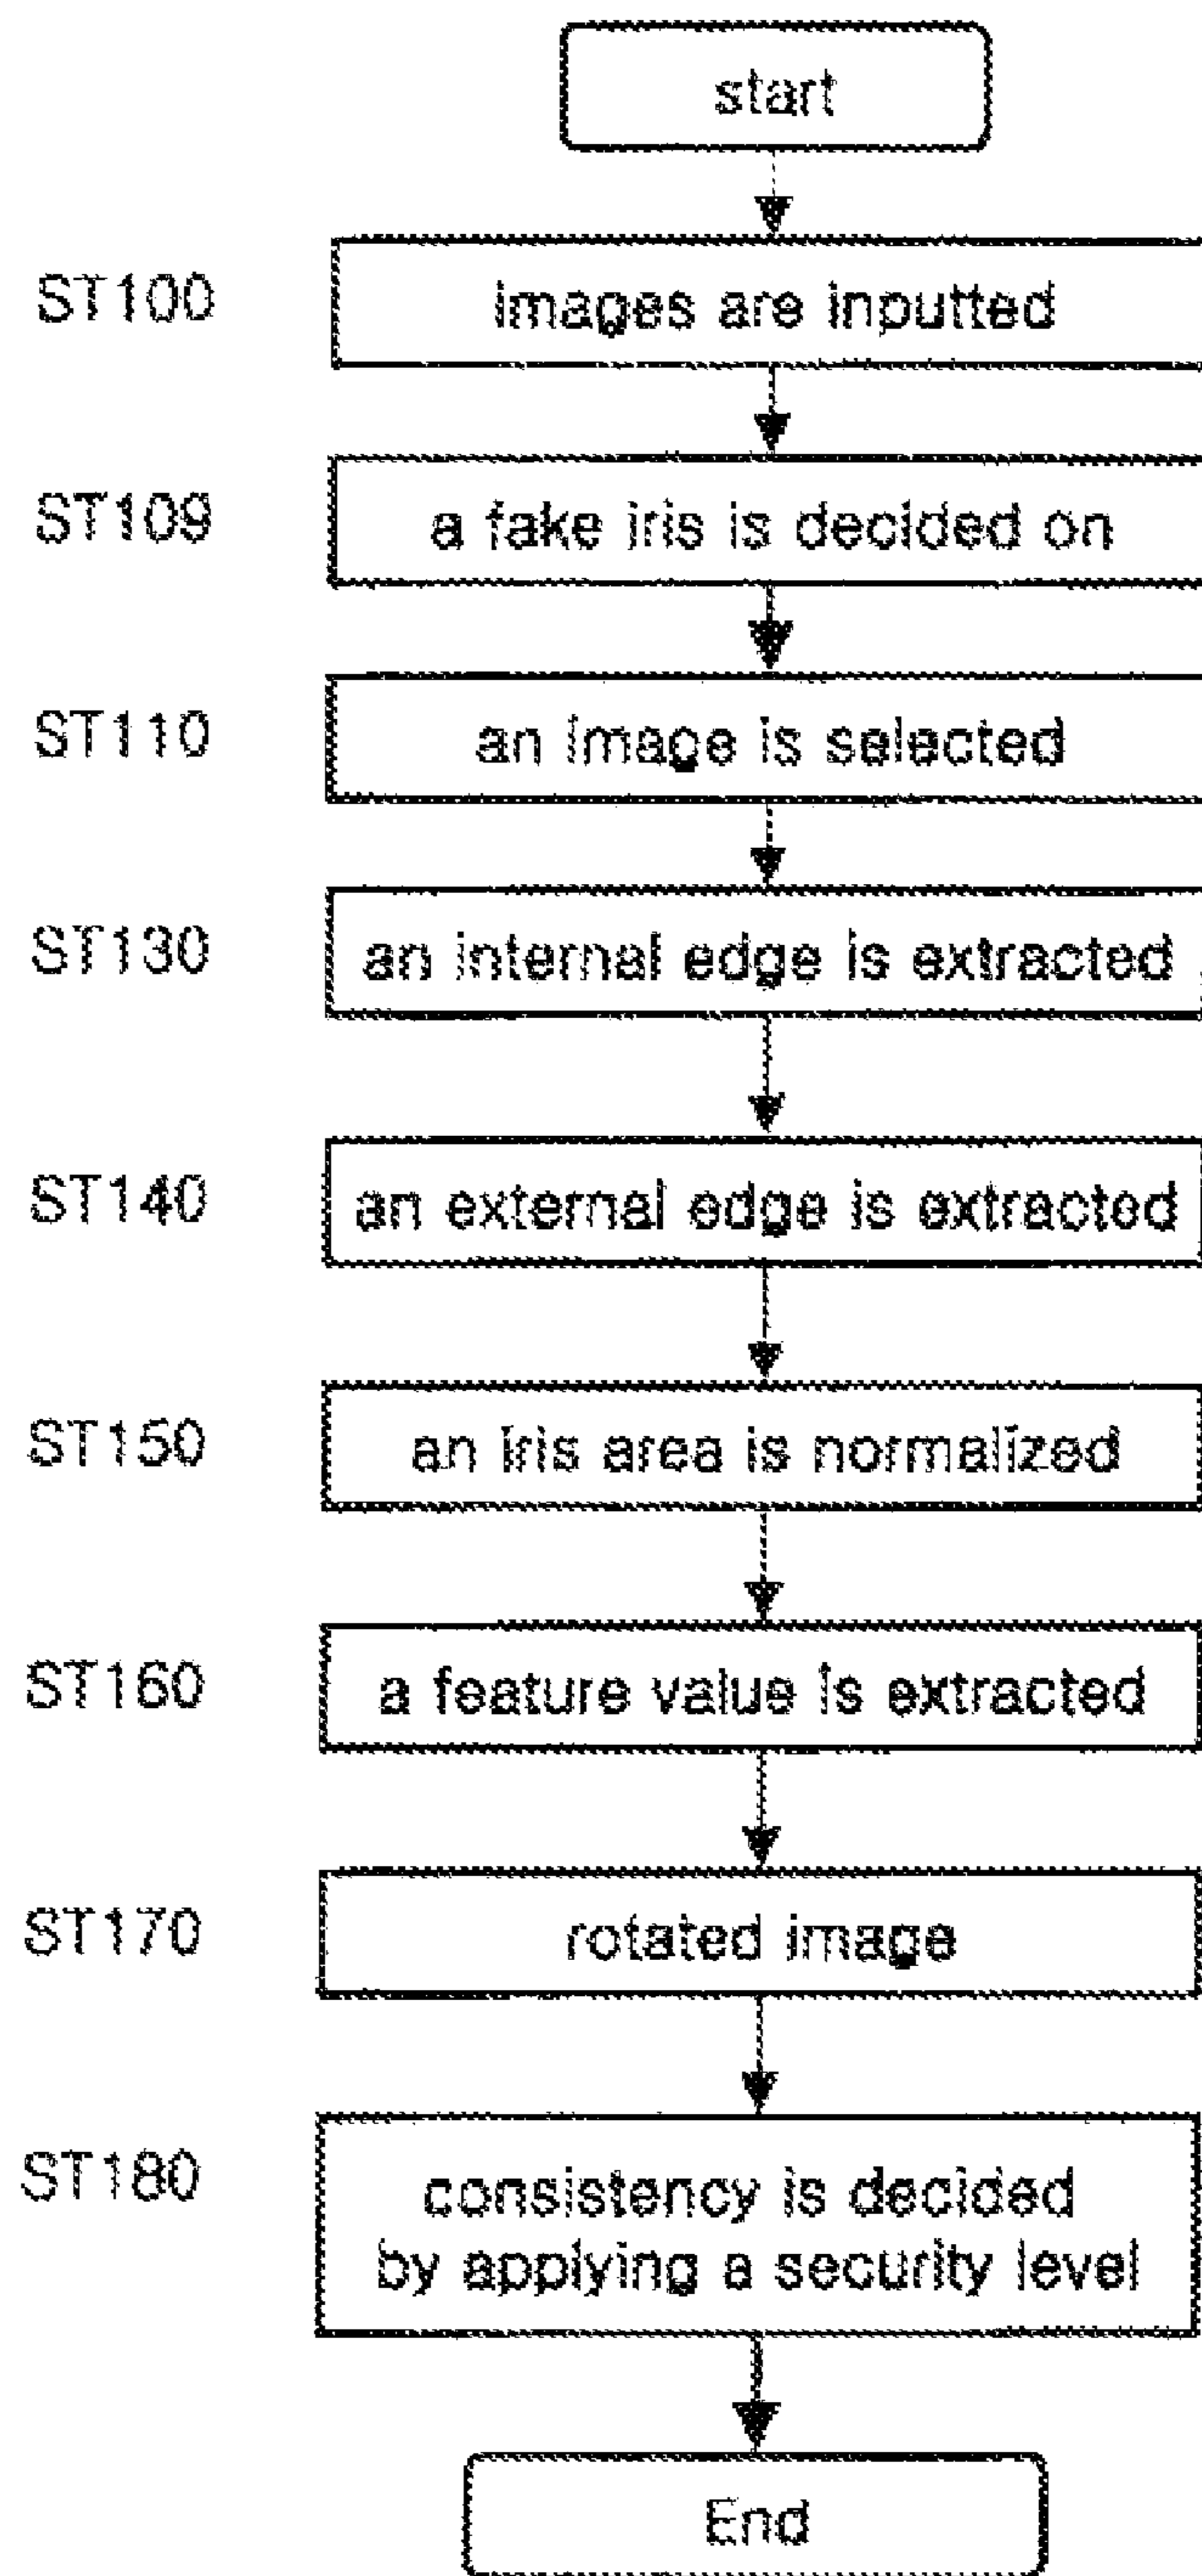 start
ST100
images are inputted
ST109
a fake iris is decided on
ST110
an image is selected
ST130
an internal edge is extracted
ST140
an external edge is extracted
ST150
an iris area is normalized
ST160
a feature value is extracted
ST170
rotated image
ST180
consistency is decided
by applying a security level
End